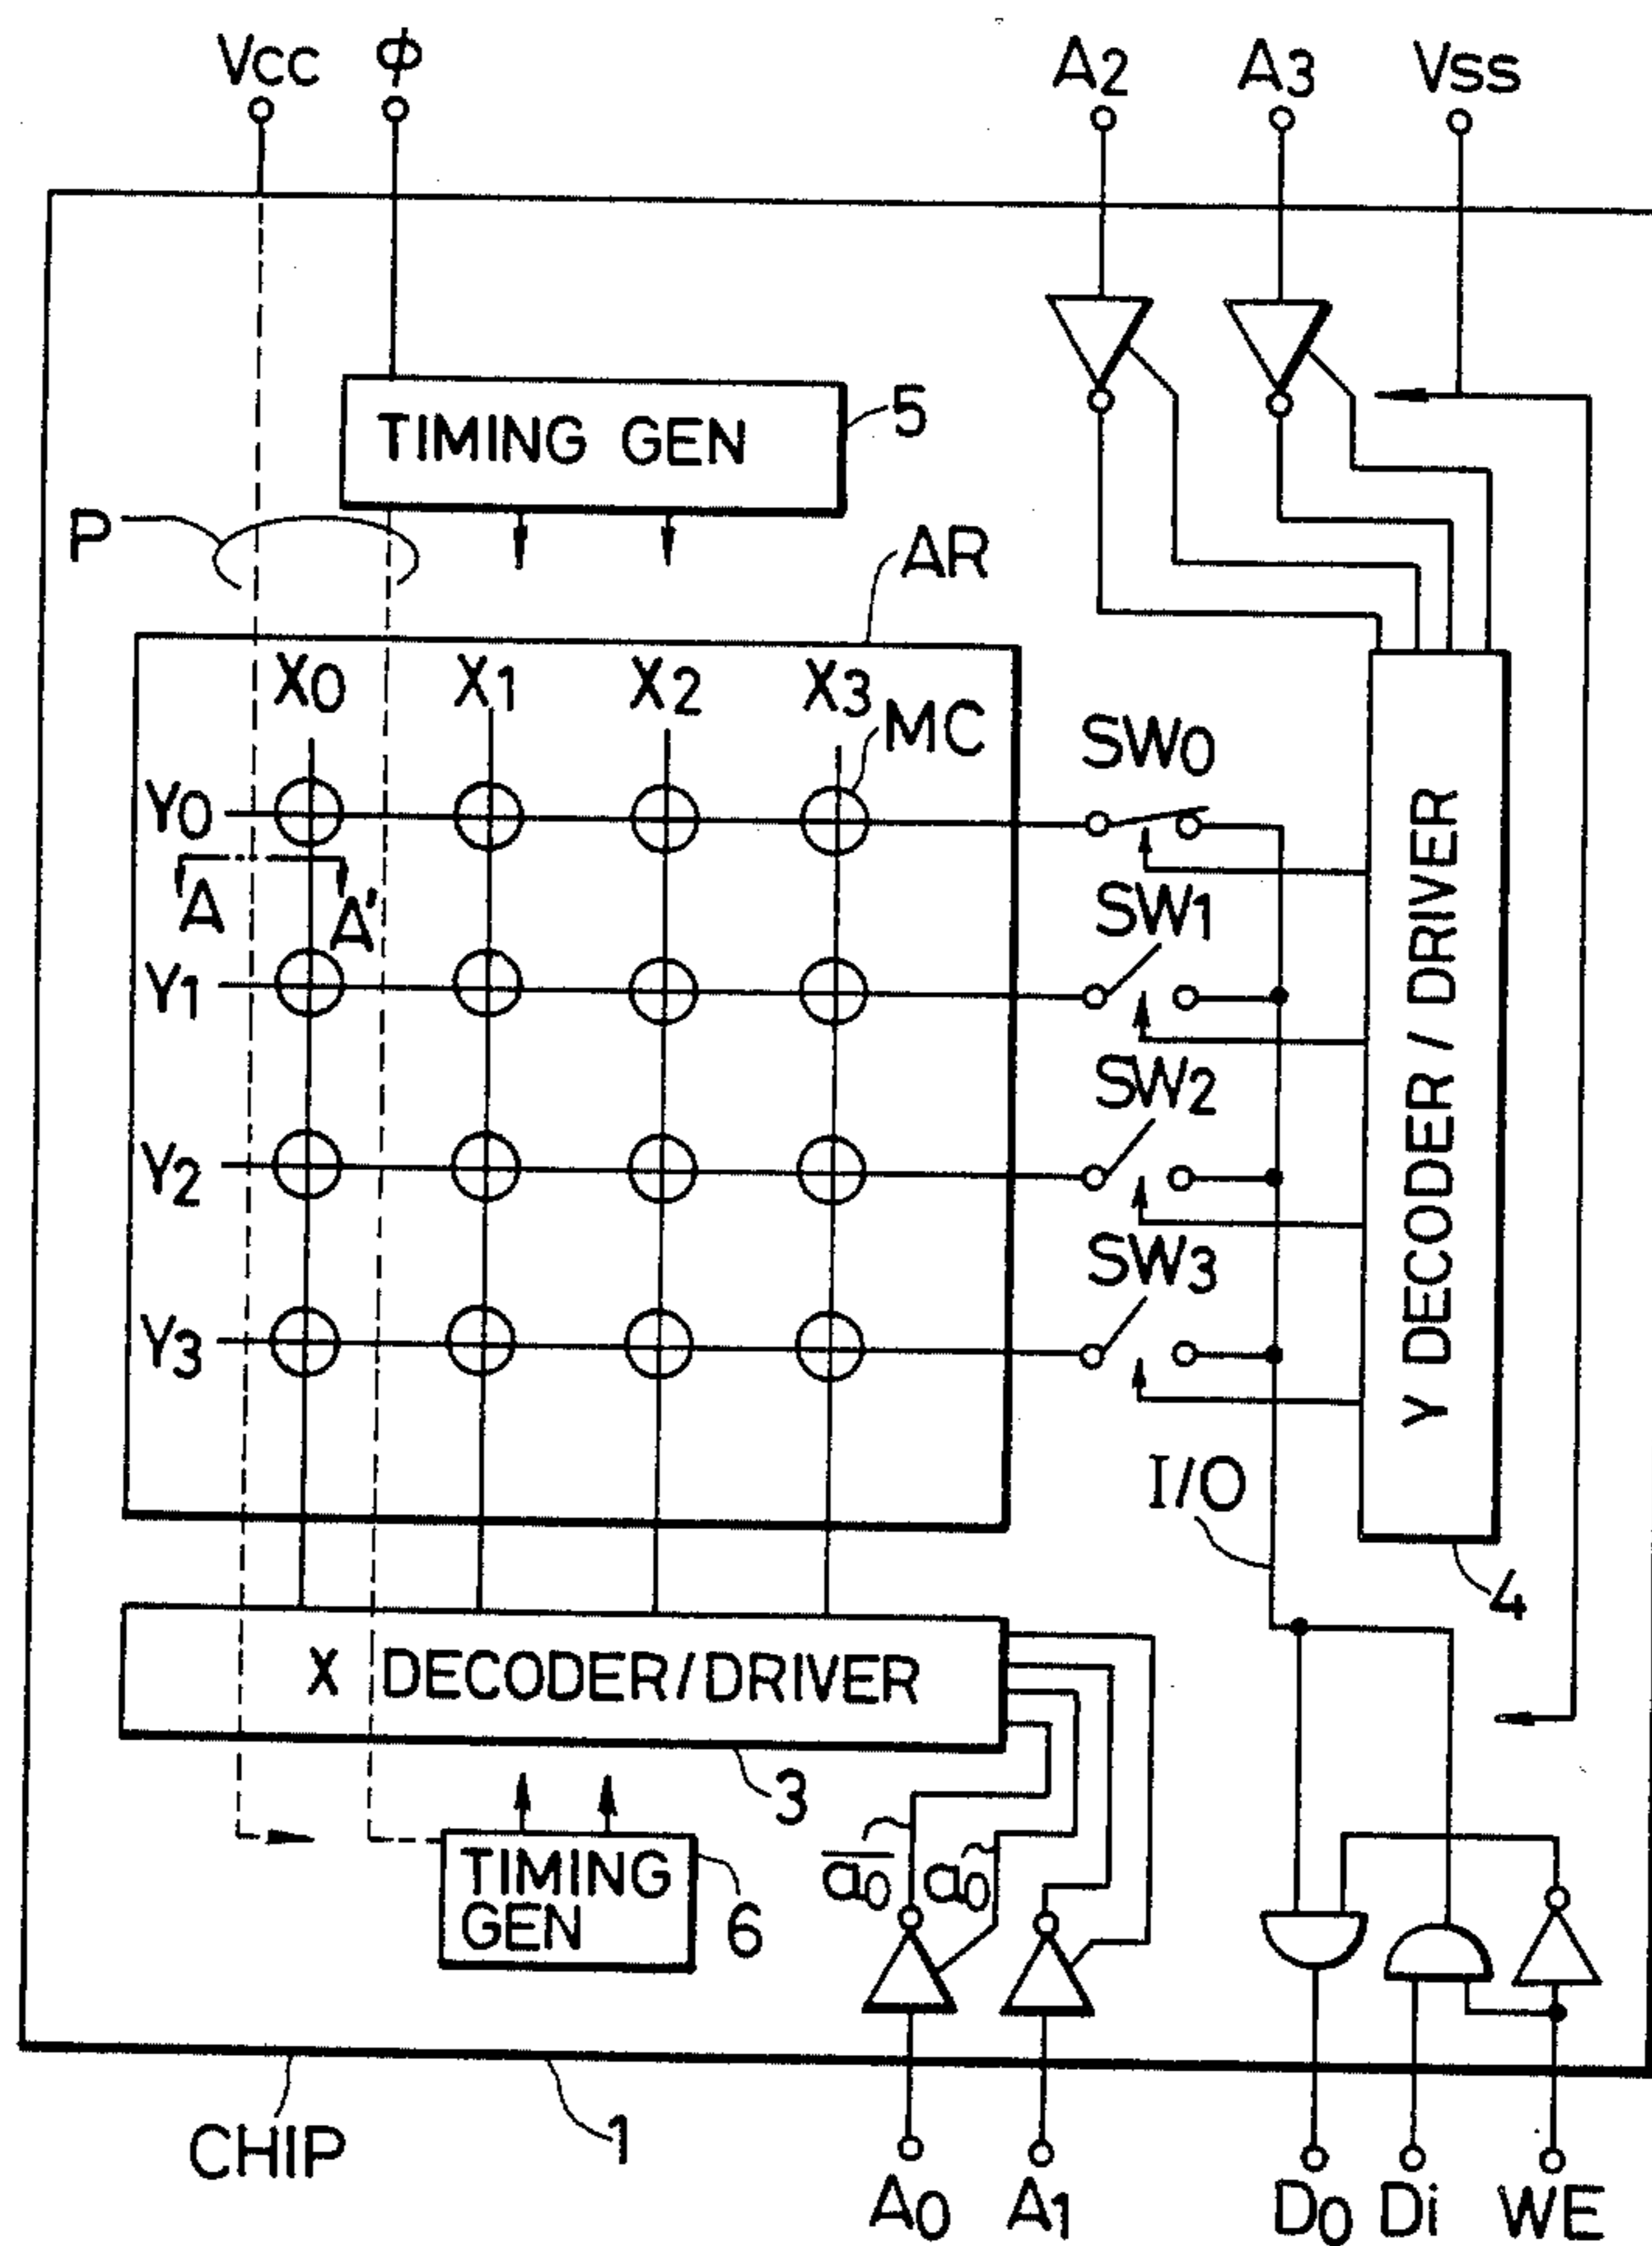 Vcc φ A2 A3 Vss
TIMING GEN 5
P
AR
X0 X1 X2 X3 MC
Y0 SW0
A A' SW1
Y1
SW2
Y2
SW3
Y3
Y DECODER / DRIVER
I/O
4
X DECODER/DRIVER
3
TIMING
GEN 6
a̅0 a0
CHIP 1
A0 A1 D0 Di WE